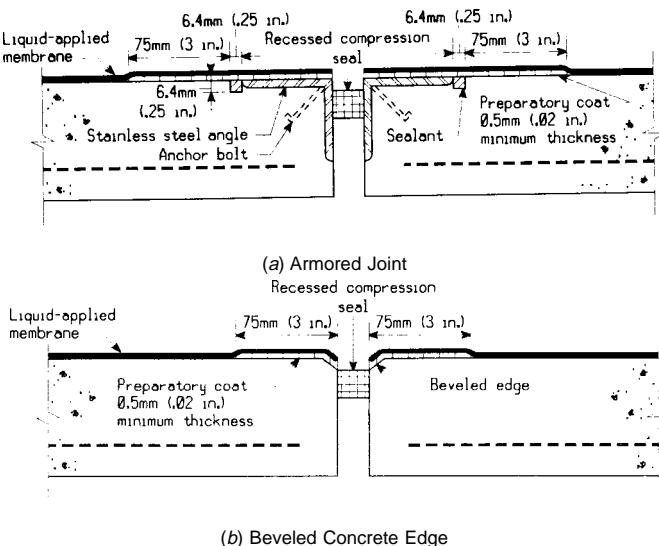 6.4mm (.25 in.)
6.4mm (.25 in.)
Liquid-applied
membrane
75mm (3 in.)
Recessed compression
seal
75mm (3 in.)
6.4mm
(.25 in.)
Stainless steel angle
Anchor bolt
Sealant
Preparatory coat
0.5mm (.02 in.)
minimum thickness
(a) Armored Joint
Recessed compression
seal
Liquid-applied
membrane
75mm (3 in.)
75mm (3 in.)
Preparatory coat
0.5mm (.02 in.)
minimum thickness
Beveled edge
(b) Beveled Concrete Edge